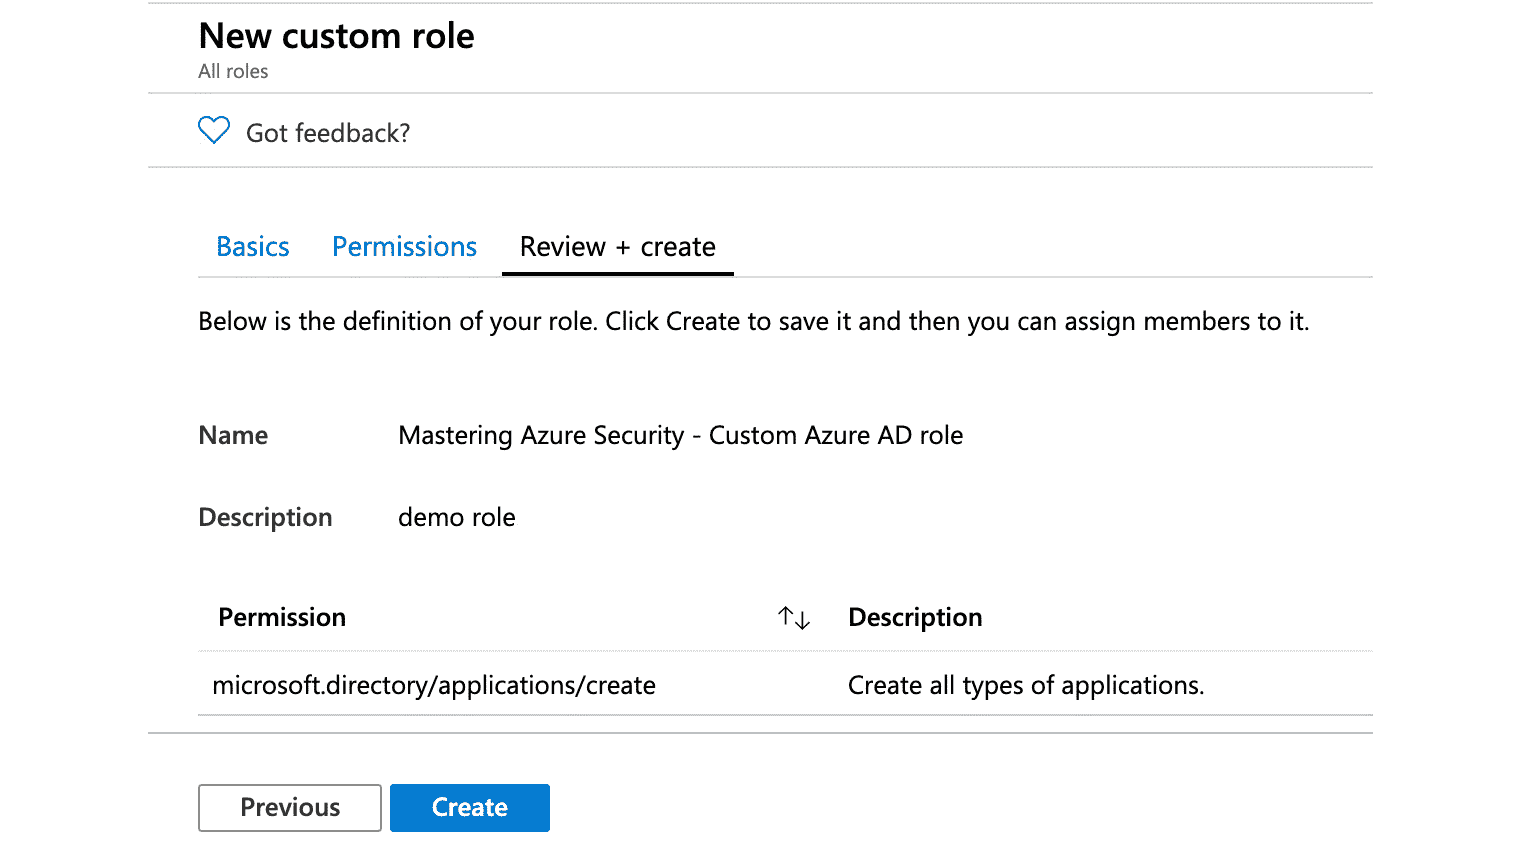 New custom role
All roles
Got feedback?
Basics Permissions Review + create
Below is the definition of your role. Click Create to save it and then you can assign members to it.
Name Mastering Azure Security - Custom Azure AD role
Description demo role
Permission ↑↓ Description
microsoft.directory/applications/create Create all types of applications.
Previous Create